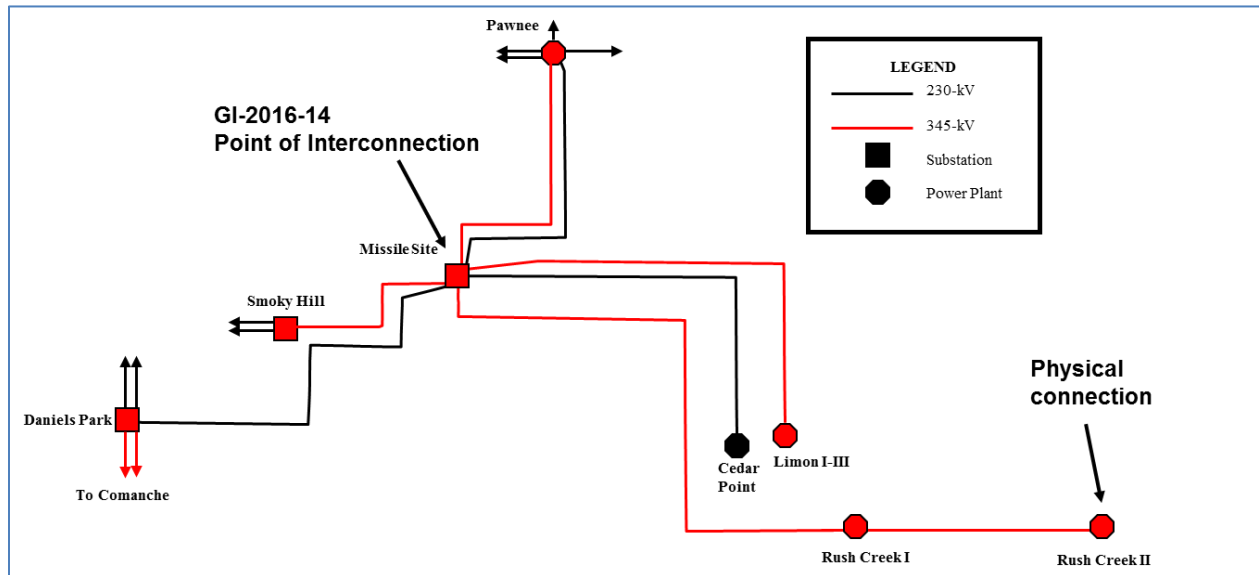 Pawnee
LEGEND
230-kV
345-kV
Substation
Power Plant
GI-2016-14
Point of Interconnection
Missile Site
Smoky Hill
Daniels Park
To Comanche
Cedar
Point
Limon I-III
Physical
connection
Rush Creek I
Rush Creek II